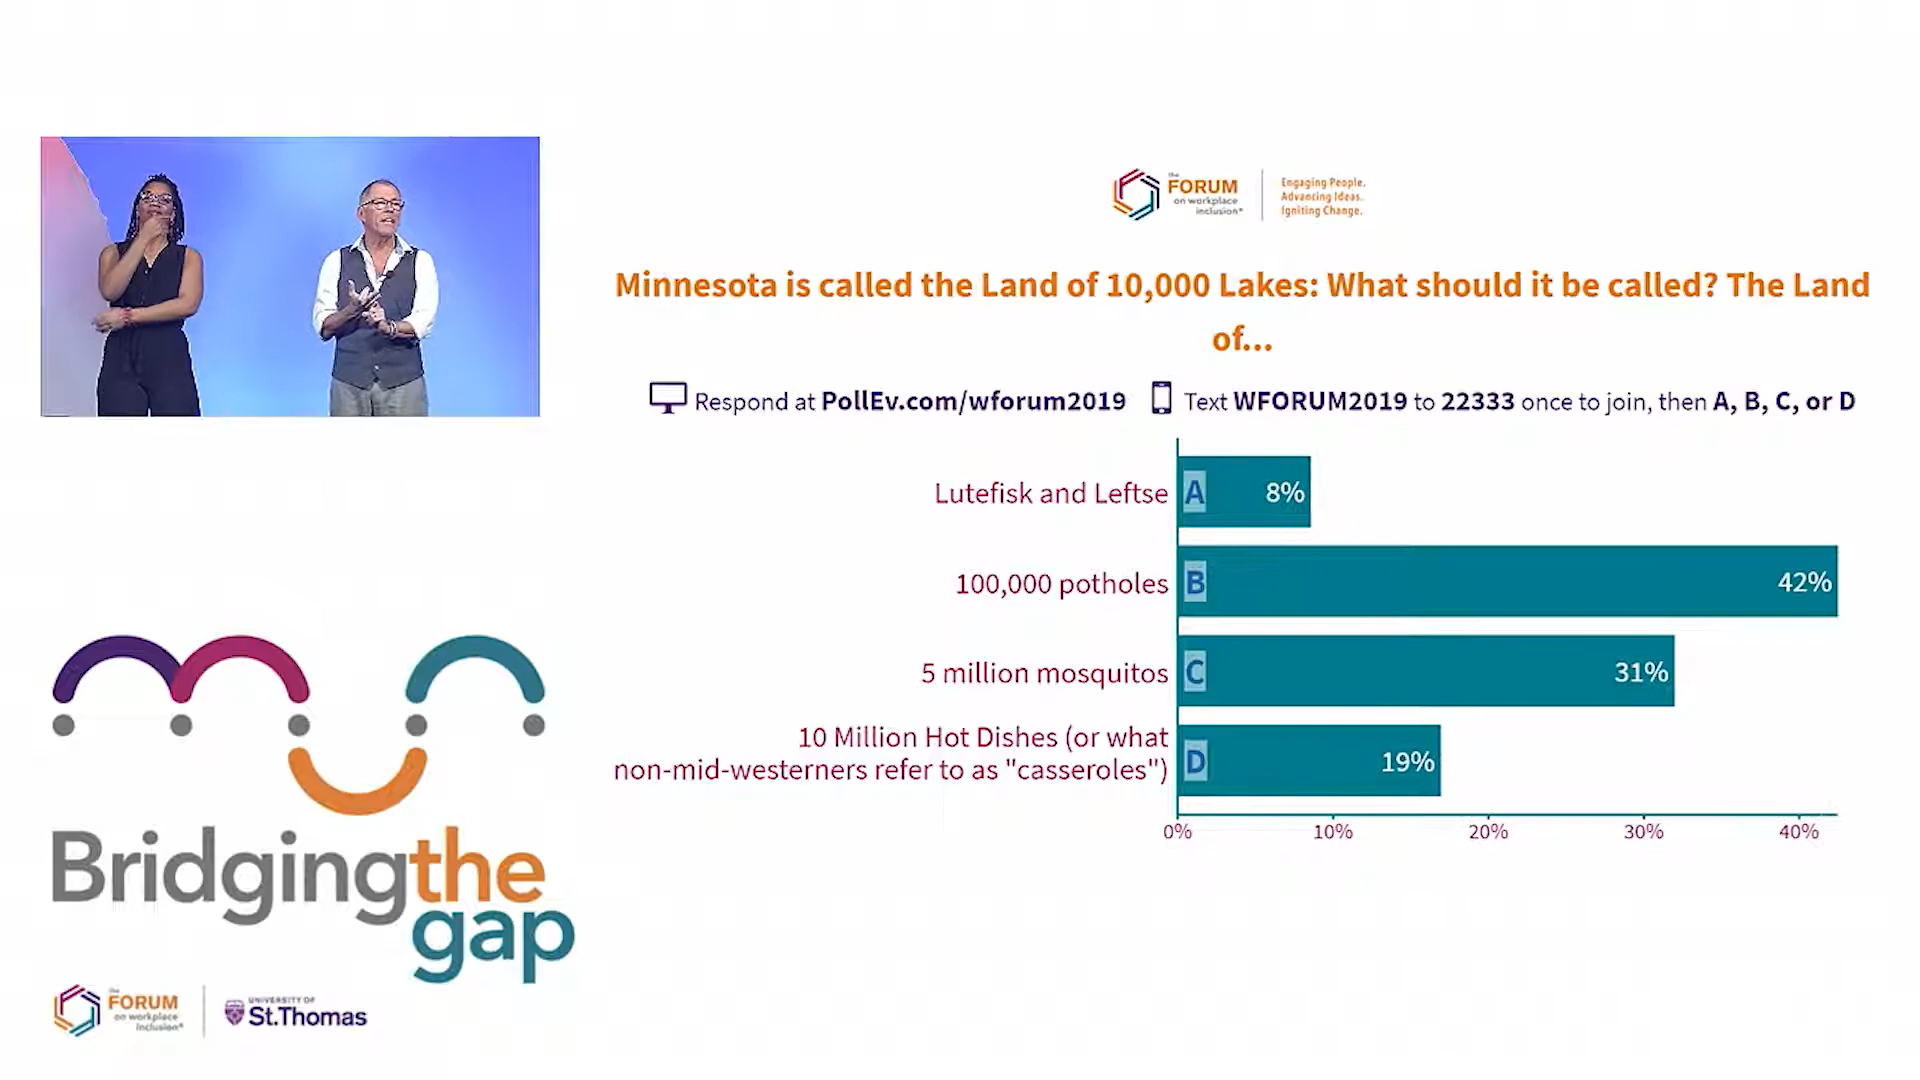 the
FORUM
on workplace
inclusion®
Engaging People.
Advancing Ideas.
Igniting Change.
Minnesota is called the Land of 10,000 Lakes: What should it be called? The Land
of...
Respond at PollEv.com/wforum2019
Text WFORUM2019 to 22333 once to join, then A, B, C, or D
Lutefisk and Leftse A 8%
100,000 potholes B 42%
5 million mosquitos C 31%
10 Million Hot Dishes (or what
non-mid-westerners refer to as "casseroles") D 19%
0% 10% 20% 30% 40%
Bridgingthe
gap
the
FORUM
on workplace
inclusion®
UNIVERSITY OF
St.Thomas